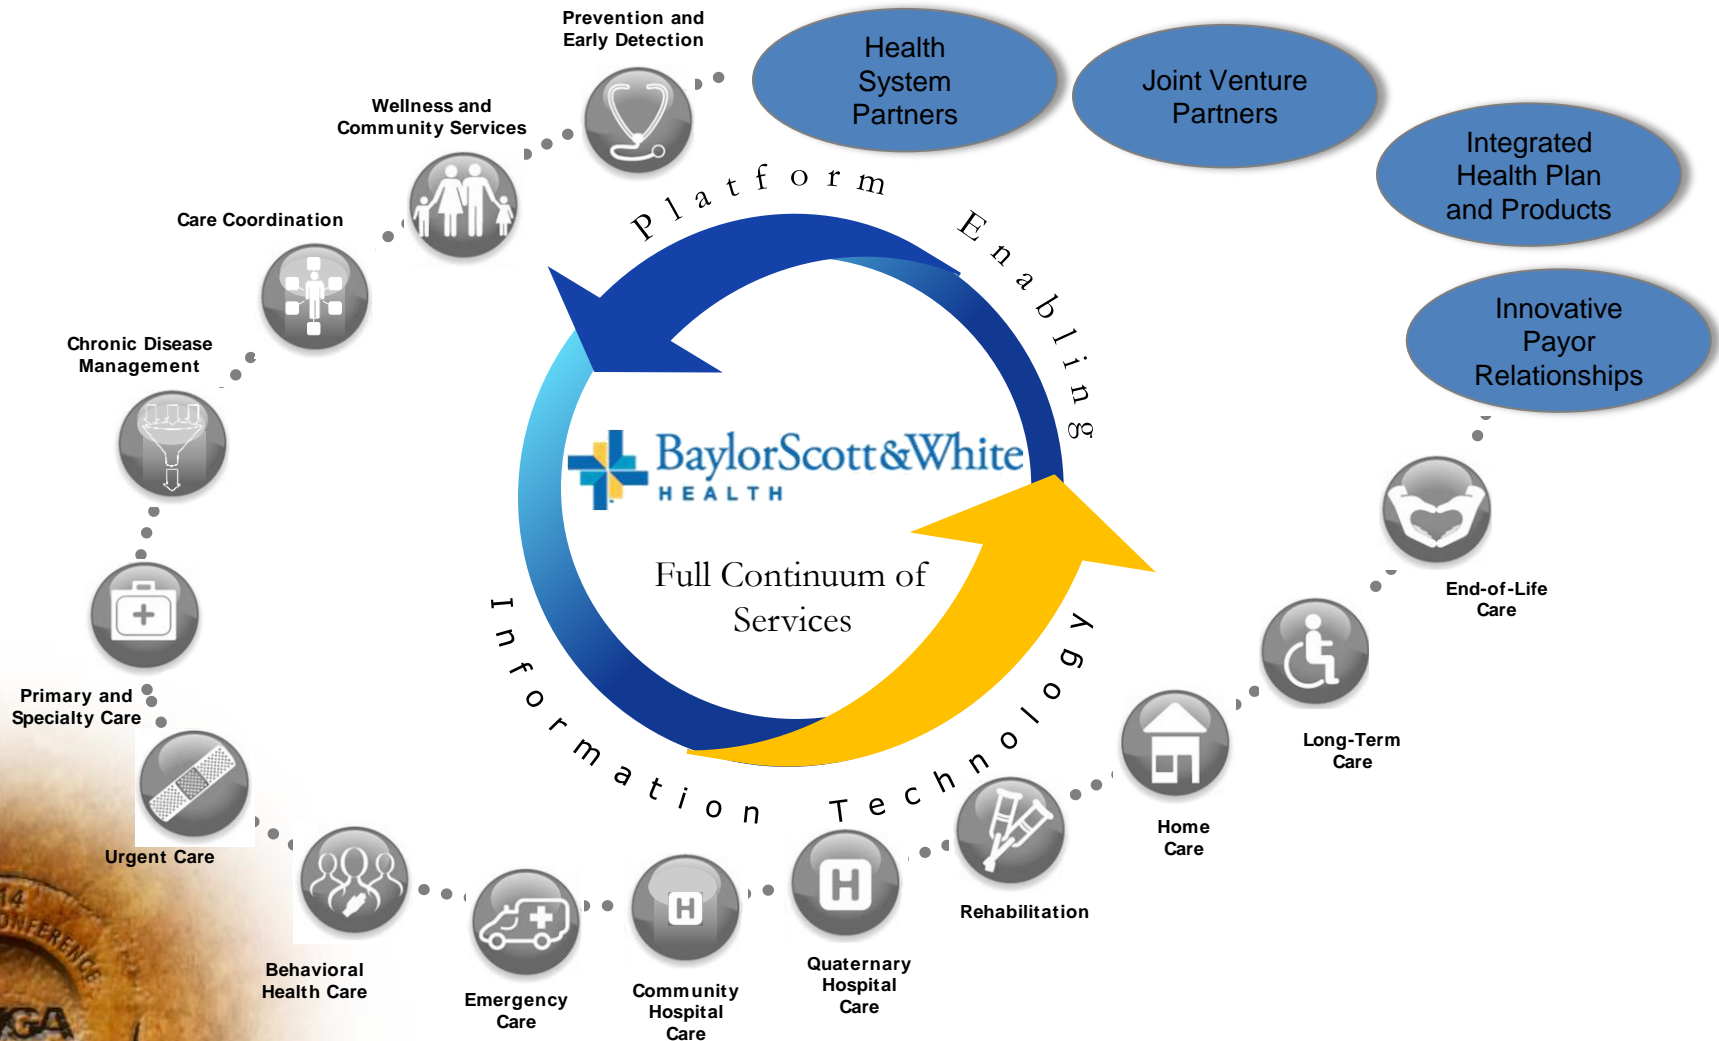 Prevention and
Early Detection
Health
System
Partners
Joint Venture
Partners
Integrated
Health Plan
and Products
Innovative
Payor
Relationships
Wellness and
Community Services
Care Coordination
Chronic Disease
Management
Primary and
Specialty Care
Urgent Care
Behavioral
Health Care
Emergency
Care
Community
Hospital
Care
Quaternary
Hospital
Care
Rehabilitation
Home
Care
Long-Term
Care
End-of-Life
Care
H
H
Platform Enabling
BaylorScott&White
HEALTH
Full Continuum of
Services
Information Technology
14
CONFERENCE
GA